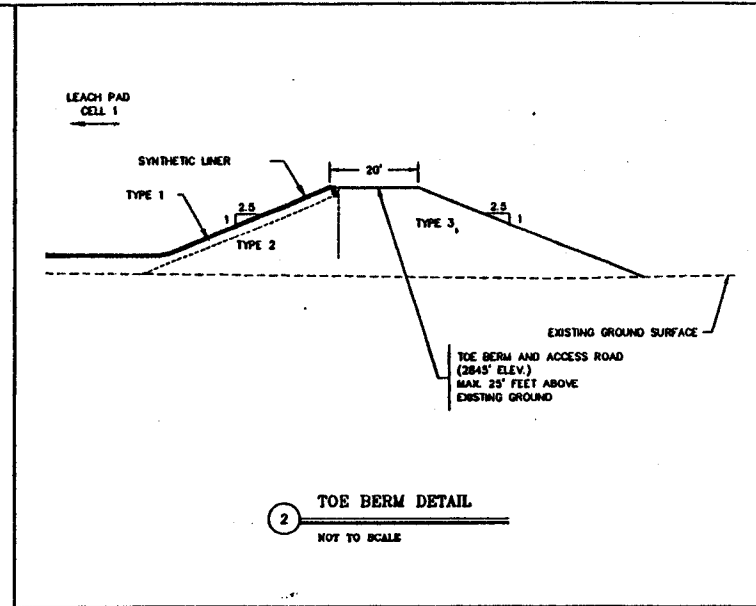 LEACH PAD
CELL 1
SYNTHETIC LINER
20'
TYPE 1
2.5
1
TYPE 2
TYPE 3
2.5
1
EXISTING GROUND SURFACE
TOE BERM AND ACCESS ROAD
(2845' ELEV.)
MAX. 25' FEET ABOVE
EXISTING GROUND
2
TOE BERM DETAIL
NOT TO SCALE